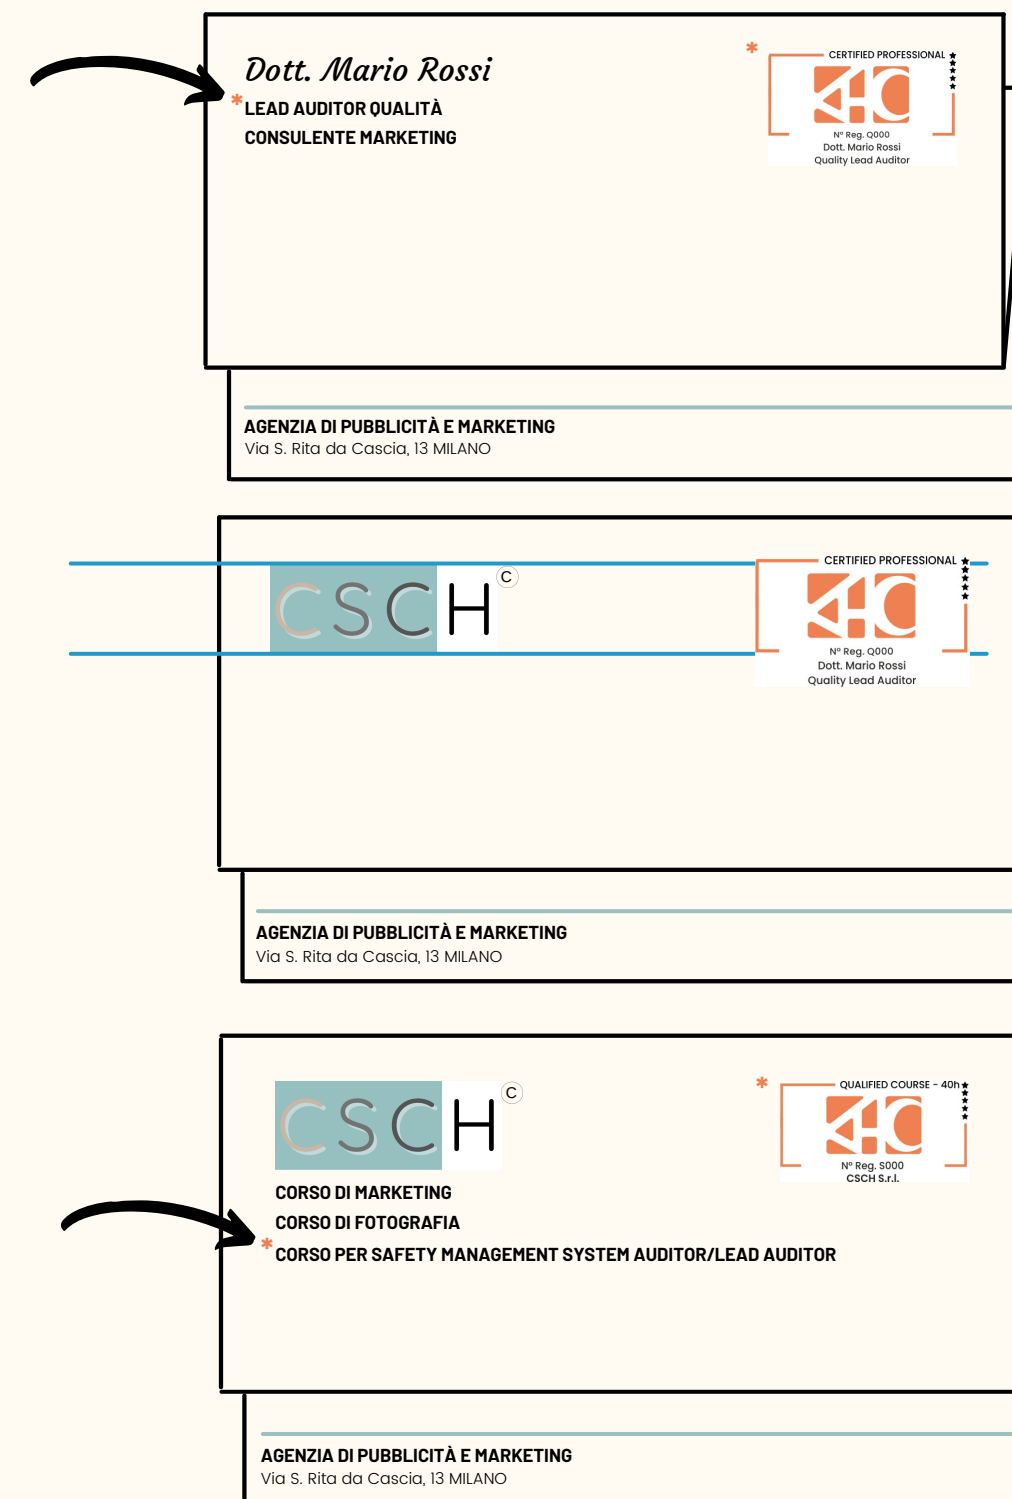 Dott. Mario Rossi
*LEAD AUDITOR QUALITÀ
CONSULENTE MARKETING
*
CERTIFIED PROFESSIONAL
A4C
N° Reg. Q000
Dott. Mario Rossi
Quality Lead Auditor
AGENZIA DI PUBBLICITÀ E MARKETING
Via S. Rita da Cascia, 13 MILANO
CSCH
C
CERTIFIED PROFESSIONAL
A4C
N° Reg. Q000
Dott. Mario Rossi
Quality Lead Auditor
AGENZIA DI PUBBLICITÀ E MARKETING
Via S. Rita da Cascia, 13 MILANO
CSCH
C
*
QUALIFIED COURSE - 40h
A4C
N° Reg. S000
CSCH S.r.l.
CORSO DI MARKETING
CORSO DI FOTOGRAFIA
*CORSO PER SAFETY MANAGEMENT SYSTEM AUDITOR/LEAD AUDITOR
AGENZIA DI PUBBLICITÀ E MARKETING
Via S. Rita da Cascia, 13 MILANO